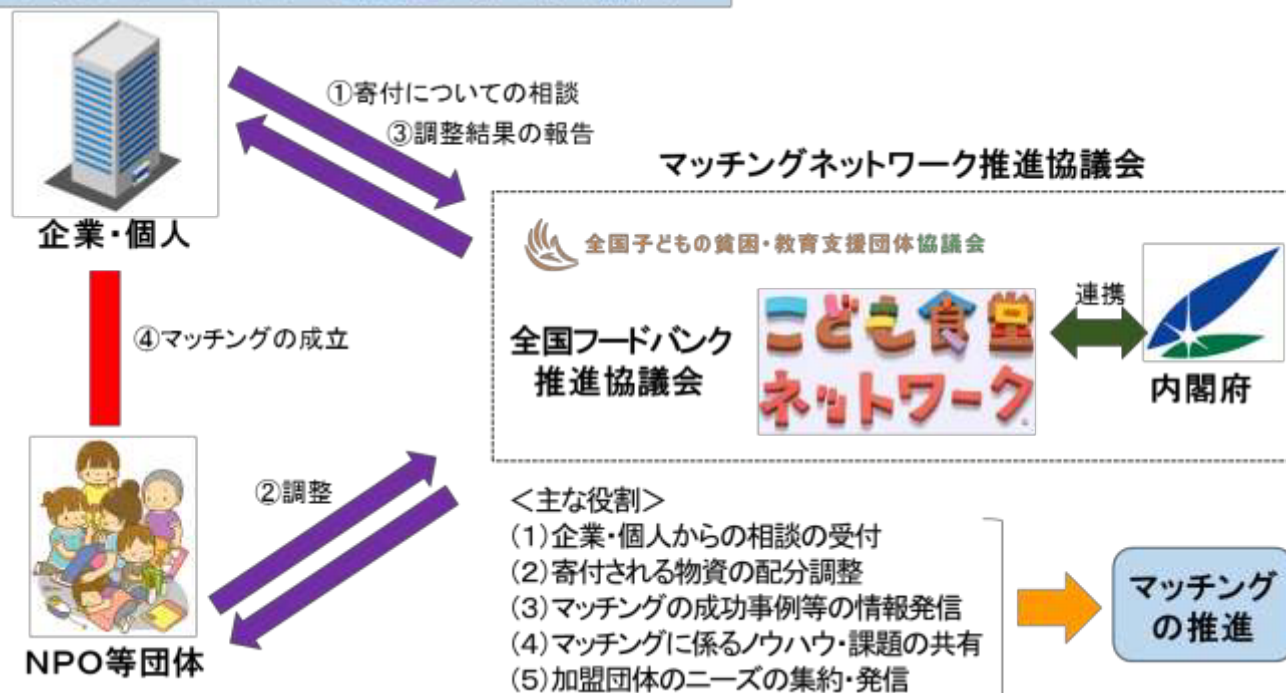 ①寄付についての相談
③調整結果の報告
企業・個人
マッチングネットワーク推進協議会
全国子どもの貧困・教育支援団体協議会
全国フードバンク
推進協議会
こども食堂
ネットワーク
連携
内閣府
④マッチングの成立
②調整
NPO等団体
＜主な役割＞
(1)企業・個人からの相談の受付
(2)寄付される物資の配分調整
(3)マッチングの成功事例等の情報発信
(4)マッチングに係るノウハウ・課題の共有
(5)加盟団体のニーズの集約・発信
マッチング
の推進